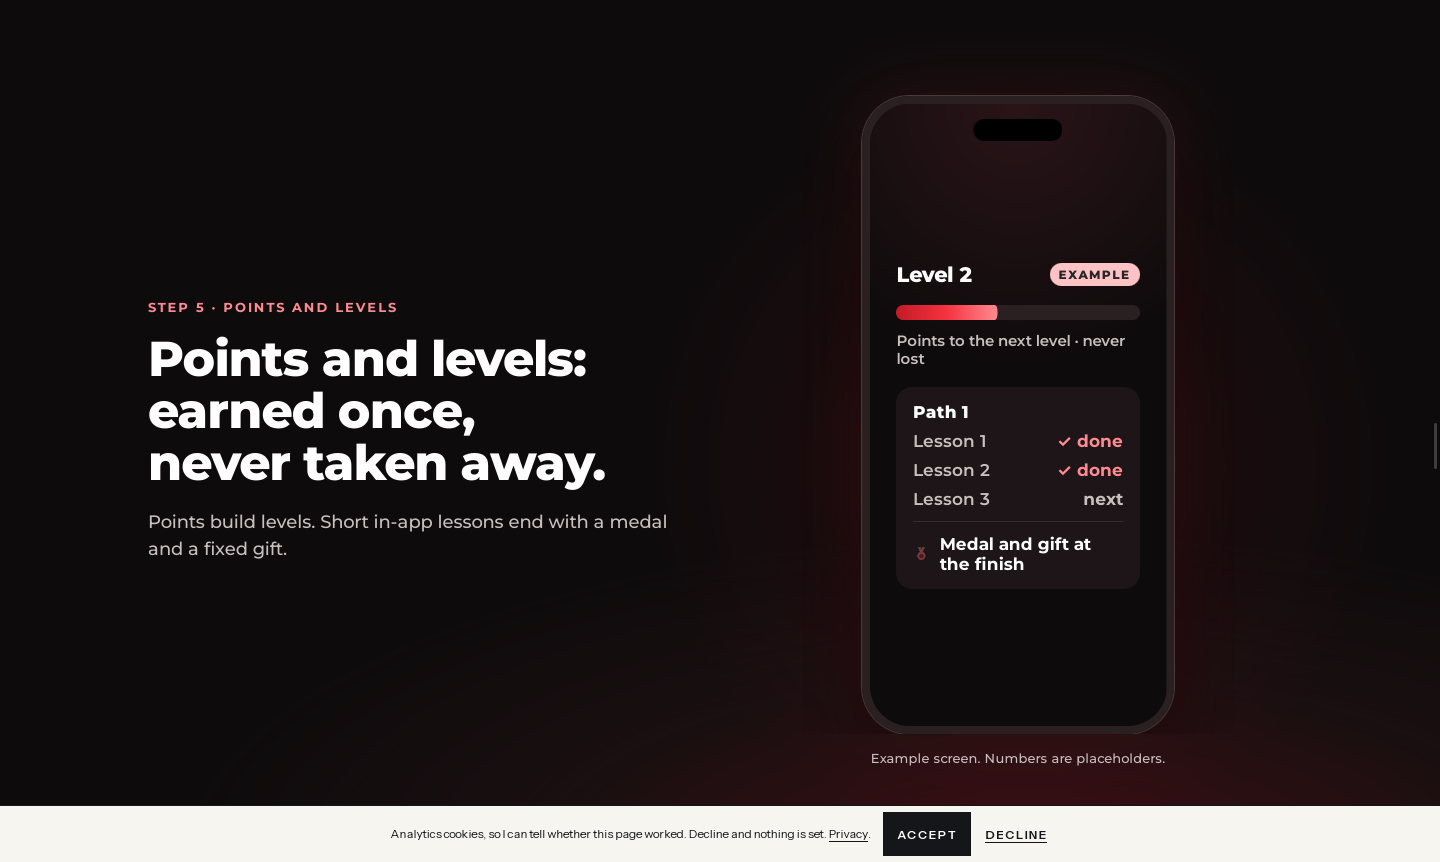 STEP 5 · POINTS AND LEVELS
Points and levels:
earned once,
never taken away.
Points build levels. Short in-app lessons end with a medal
and a fixed gift.
Level 2
EXAMPLE
Points to the next level · never
lost
Path 1
Lesson 1 ✓ done
Lesson 2 ✓ done
Lesson 3 next
Medal and gift at
the finish
Example screen. Numbers are placeholders.
Analytics cookies, so I can tell whether this page worked. Decline and nothing is set. Privacy.
ACCEPT
DECLINE